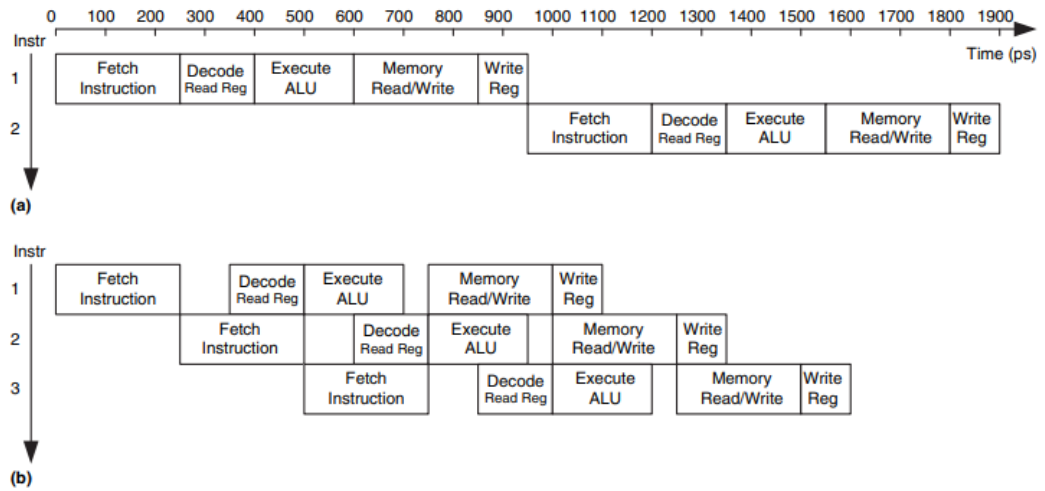 0 100 200 300 400 500 600 700 800 900 1000 1100 1200 1300 1400 1500 1600 1700 1800 1900
Instr
Time (ps)
1
Fetch
Instruction
Decode
Read Reg
Execute
ALU
Memory
Read/Write
Write
Reg
2
Fetch
Instruction
Decode
Read Reg
Execute
ALU
Memory
Read/Write
Write
Reg
(a)
Instr
1
Fetch
Instruction
Decode
Read Reg
Execute
ALU
Memory
Read/Write
Write
Reg
2
Fetch
Instruction
Decode
Read Reg
Execute
ALU
Memory
Read/Write
Write
Reg
3
Fetch
Instruction
Decode
Read Reg
Execute
ALU
Memory
Read/Write
Write
Reg
(b)